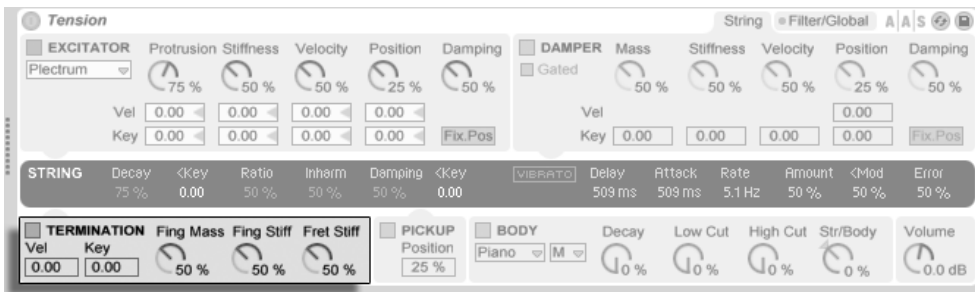 Tension String Filter/Global A A S
EXCITATOR Protrusion Stiffness Velocity Position Damping
Plectrum 75 % 50 % 50 % 25 % 50 %
Vel 0.00 0.00 0.00 0.00
Key 0.00 0.00 0.00 0.00 Fix.Pos
DAMPER Mass Stiffness Velocity Position Damping
Gated 50 % 50 % 50 % 25 % 50 %
Vel 0.00
Key 0.00 0.00 0.00 0.00 Fix.Pos
STRING Decay <Key Ratio Inharm Damping <Key VIBRATO Delay Attack Rate Amount <Mod Error
75 % 0.00 50 % 50 % 50 % 0.00 509 ms 509 ms 5.1 Hz 50 % 50 % 50 %
TERMINATION Fing Mass Fing Stiff Fret Stiff
Vel Key
0.00 0.00 50 % 50 % 50 %
PICKUP
Position
25 %
BODY Decay Low Cut High Cut Str/Body
Piano M 0 % 0 % 0 % 0 %
Volume
0.0 dB